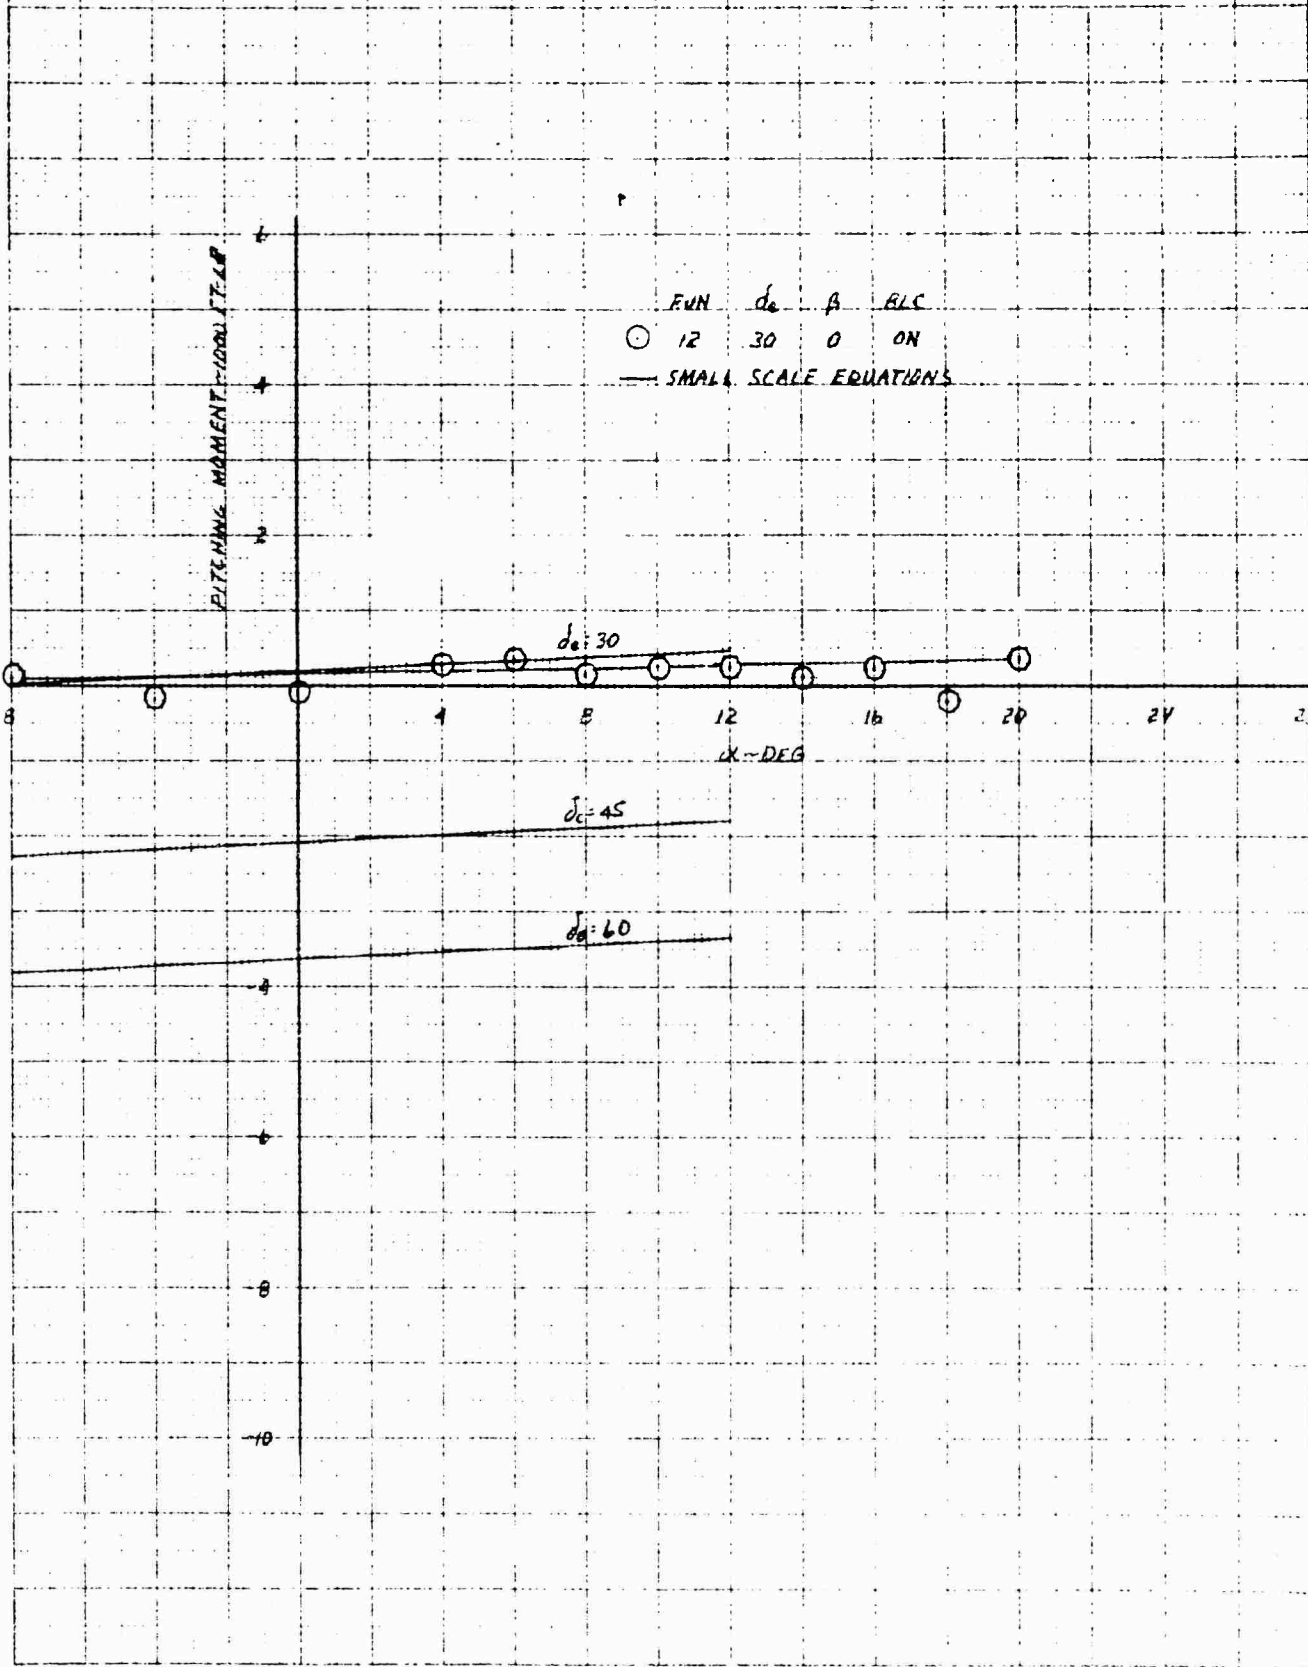 6
PITCHING MOMENT ~ 1000 FT-LB
RUN δe β BLC
12 30 0 ON
4
SMALL SCALE EQUATIONS
2
δe=30
8 4 8 12 16 20 24 2
α~DEG
δe=45
δe=60
-4
-6
-8
-10